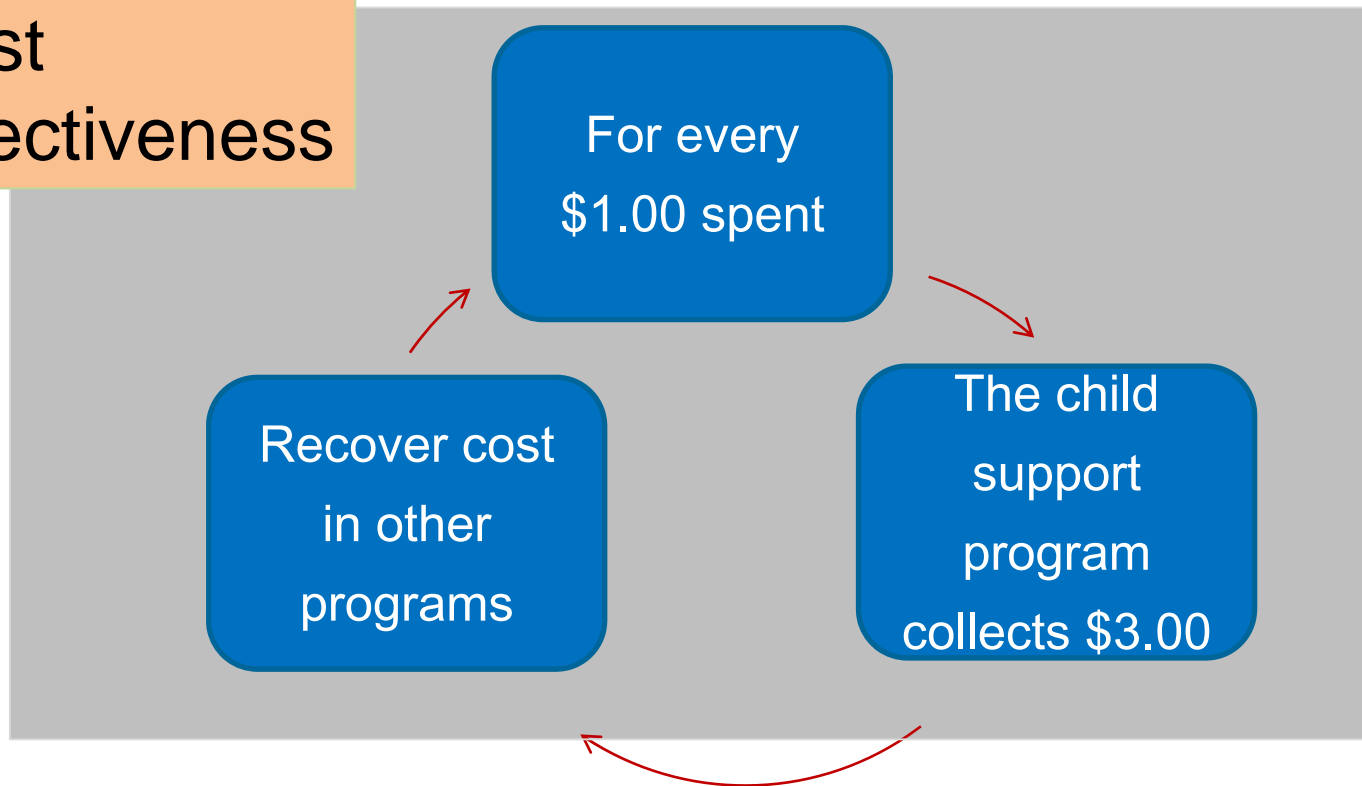 st
ectiveness
For every
$1.00 spent
The child
support
program
collects $3.00
Recover cost
in other
programs